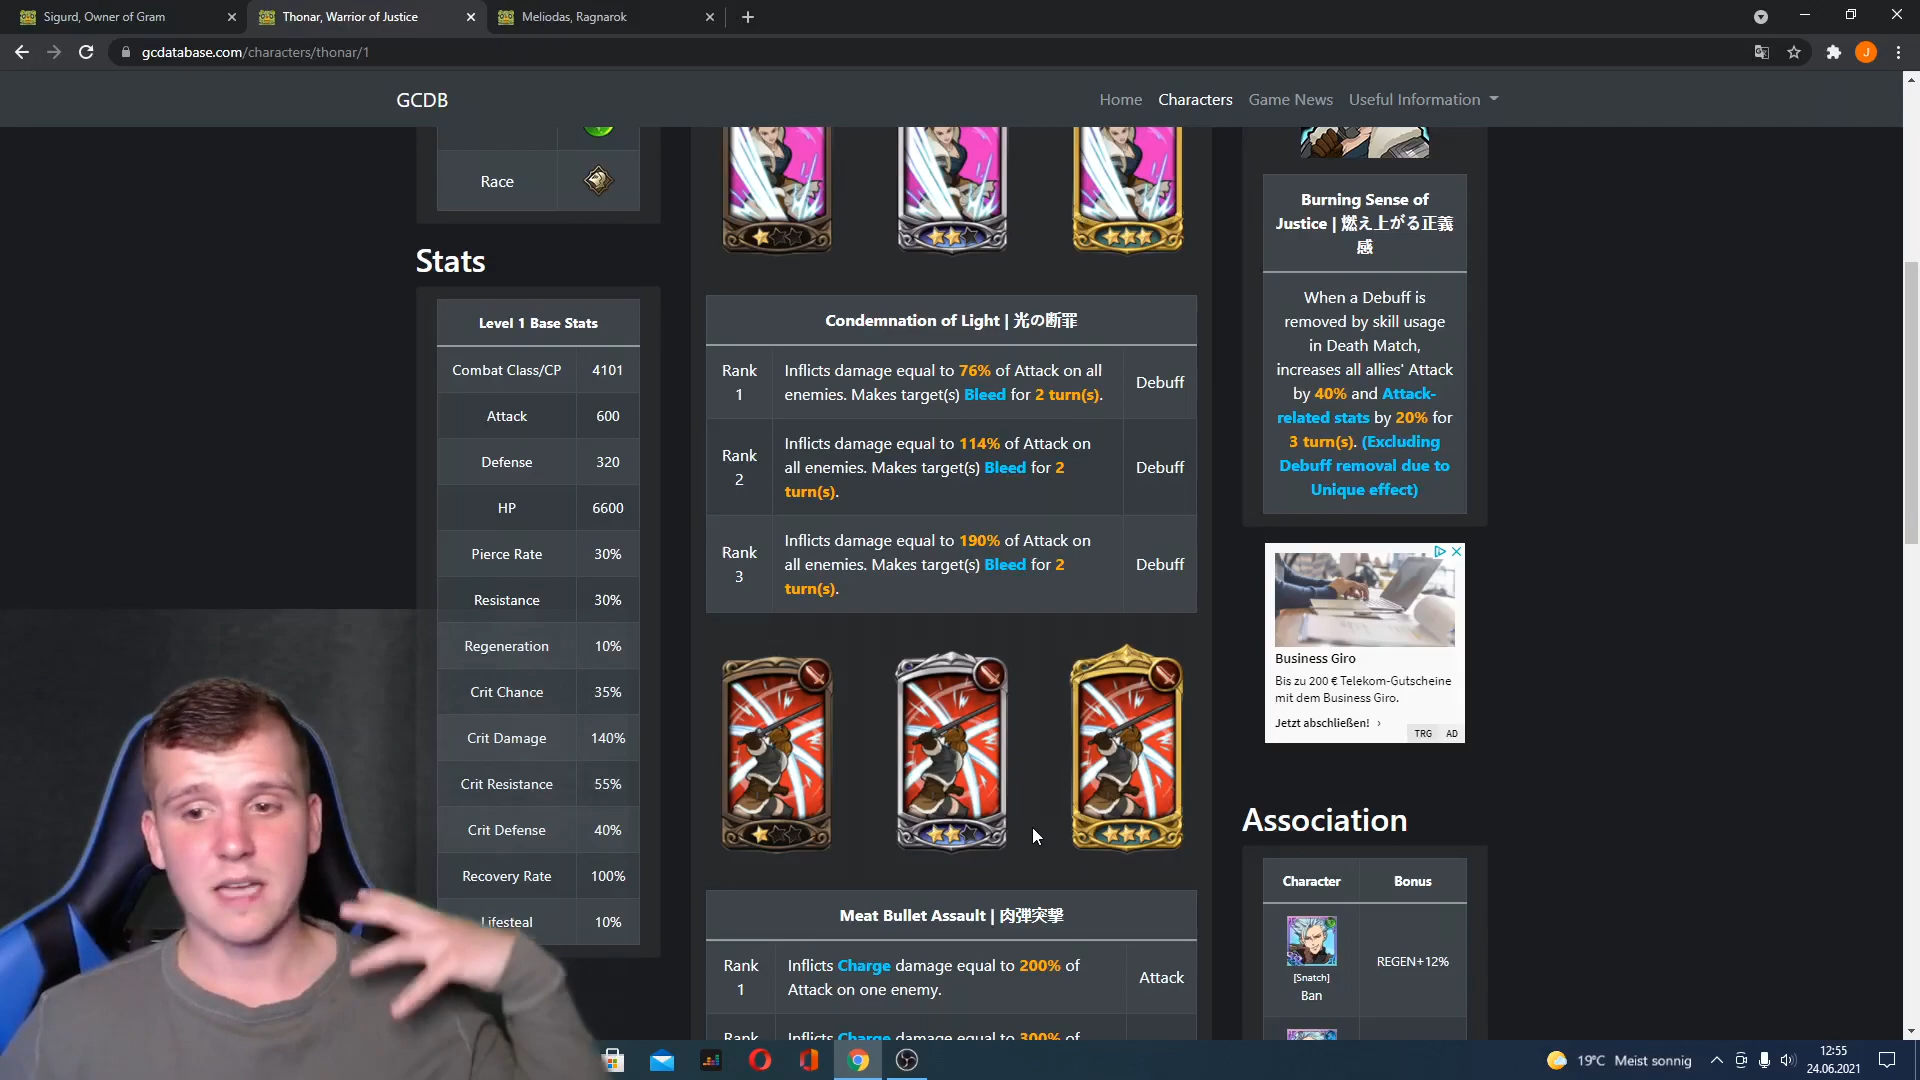 Sigurd, Owner of Gram
Thonar, Warrior of Justice
Meliodas, Ragnarok
gcdatabase.com/characters/thonar/1
J
GCDB
Home
Characters
Game News
Useful Information
Race
Stats
Level 1 Base Stats
Combat Class/CP 4101
Attack 600
Defense 320
HP 6600
Pierce Rate 30%
Resistance 30%
Regeneration 10%
Crit Chance 35%
Crit Damage 140%
Crit Resistance 55%
Crit Defense 40%
Recovery Rate 100%
Lifesteal 10%
Condemnation of Light | 光の断罪
Rank
1
Inflicts damage equal to 76% of Attack on all
enemies. Makes target(s) Bleed for 2 turn(s).
Debuff
Rank
2
Inflicts damage equal to 114% of Attack on
all enemies. Makes target(s) Bleed for 2
turn(s).
Debuff
Rank
3
Inflicts damage equal to 190% of Attack on
all enemies. Makes target(s) Bleed for 2
turn(s).
Debuff
Meat Bullet Assault | 肉弾突撃
Rank
1
Inflicts Charge damage equal to 200% of
Attack on one enemy.
Attack
Rank
Inflicts Charge damage equal to 300% of
Burning Sense of
Justice | 燃え上がる正義
感
When a Debuff is
removed by skill usage
in Death Match,
increases all allies' Attack
by 40% and Attack-
related stats by 20% for
3 turn(s). (Excluding
Debuff removal due to
Unique effect)
Business Giro
Bis zu 200 € Telekom-Gutscheine
mit dem Business Giro.
Jetzt abschließen! ›
TRG AD
Association
Character Bonus
[Snatch]
Ban
REGEN+12%
19°C Meist sonnig
12:55
24.06.2021